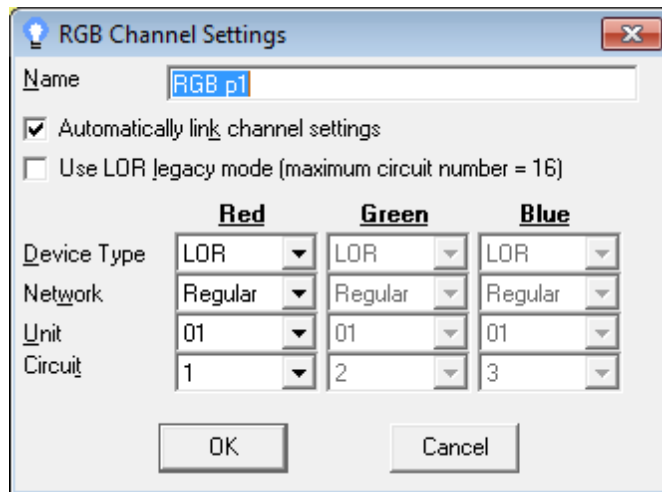 RGB Channel Settings
Name RGB p1
Automatically link channel settings
Use LOR legacy mode (maximum circuit number = 16)
Red Green Blue
Device Type LOR LOR LOR
Network Regular Regular Regular
Unit 01 01 01
Circuit 1 2 3
OK Cancel